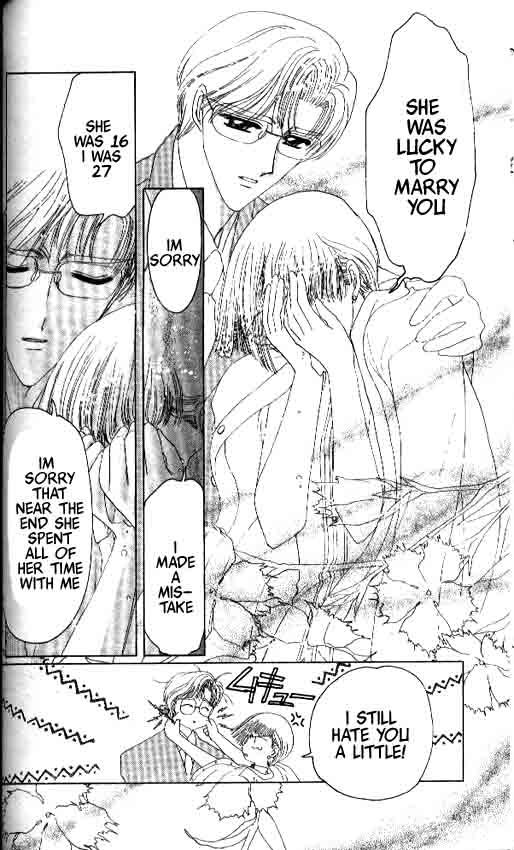 SHE
WAS
LUCKY
TO
MARRY
YOU
IM
SORRY
I
MADE
A
MIS-
TAKE
SHE
WAS 16
I WAS
27
IM
SORRY
THAT
NEAR THE
END SHE
SPENT
ALL OF
HER TIME
WITH ME
I STILL
HATE YOU
A LITTLE!
ムキュー